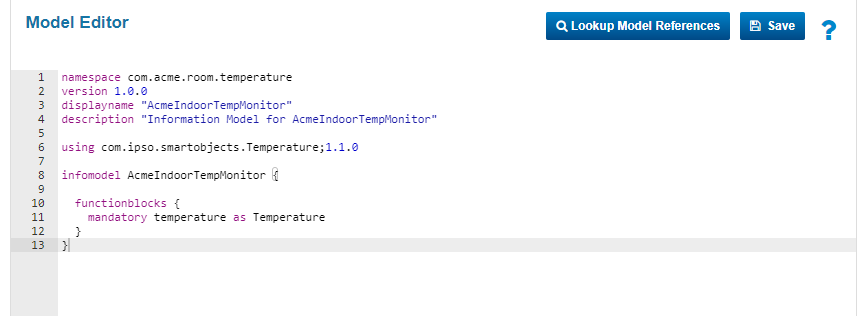 Model Editor
Lookup Model References
Save
?
1 namespace com.acme.room.temperature
2 version 1.0.0
3 displayname "AcmeIndoorTempMonitor"
4 description "Information Model for AcmeIndoorTempMonitor"
5
6 using com.ipso.smartobjects.Temperature;1.1.0
7
8 infomodel AcmeIndoorTempMonitor {
9
10 functionblocks {
11 mandatory temperature as Temperature
12 }
13 }